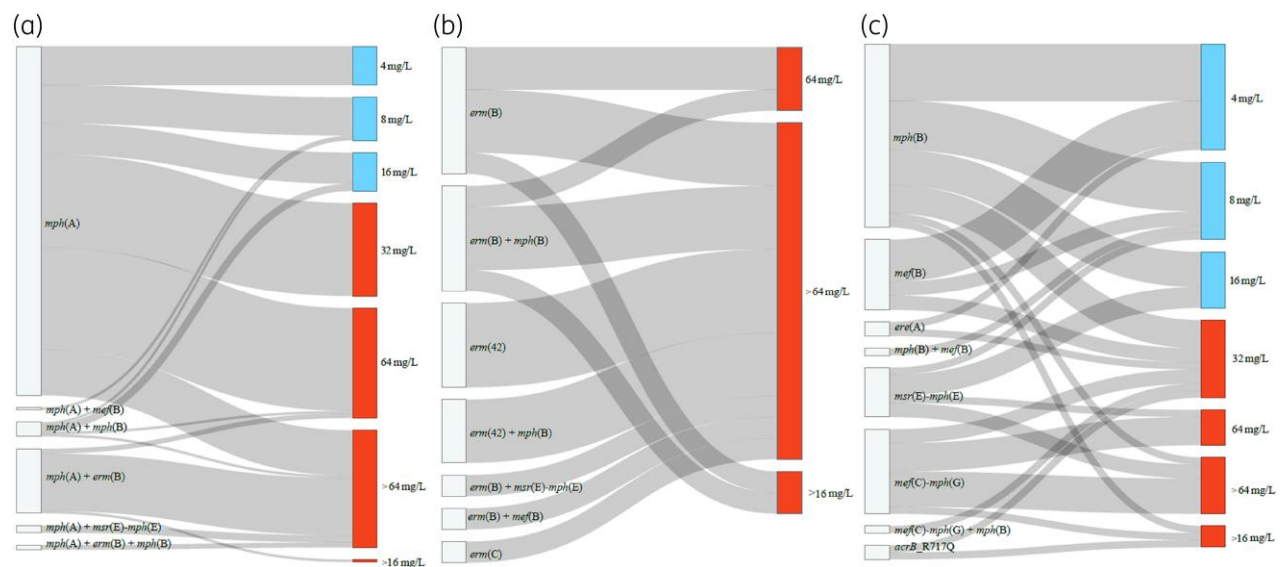 (a)
mph(A)
mph(A) + mef(B)
mph(A) + mph(B)
mph(A) + erm(B)
mph(A) + msr(E)-mph(E)
mph(A) + erm(B) + mph(B)
4 mg/L
8 mg/L
16 mg/L
32 mg/L
64 mg/L
>64 mg/L
>16 mg/L
(b)
erm(B)
erm(B) + mph(B)
erm(42)
erm(42) + mph(B)
erm(B) + msr(E)-mph(E)
erm(B) + mef(B)
erm(C)
64 mg/L
>64 mg/L
>16 mg/L
(c)
mph(B)
mef(B)
ere(A)
mph(B) + mef(B)
msr(E)-mph(E)
mef(C)-mph(G)
mef(C)-mph(G) + mph(B)
acrB_R717Q
4 mg/L
8 mg/L
16 mg/L
32 mg/L
64 mg/L
>64 mg/L
>16 mg/L